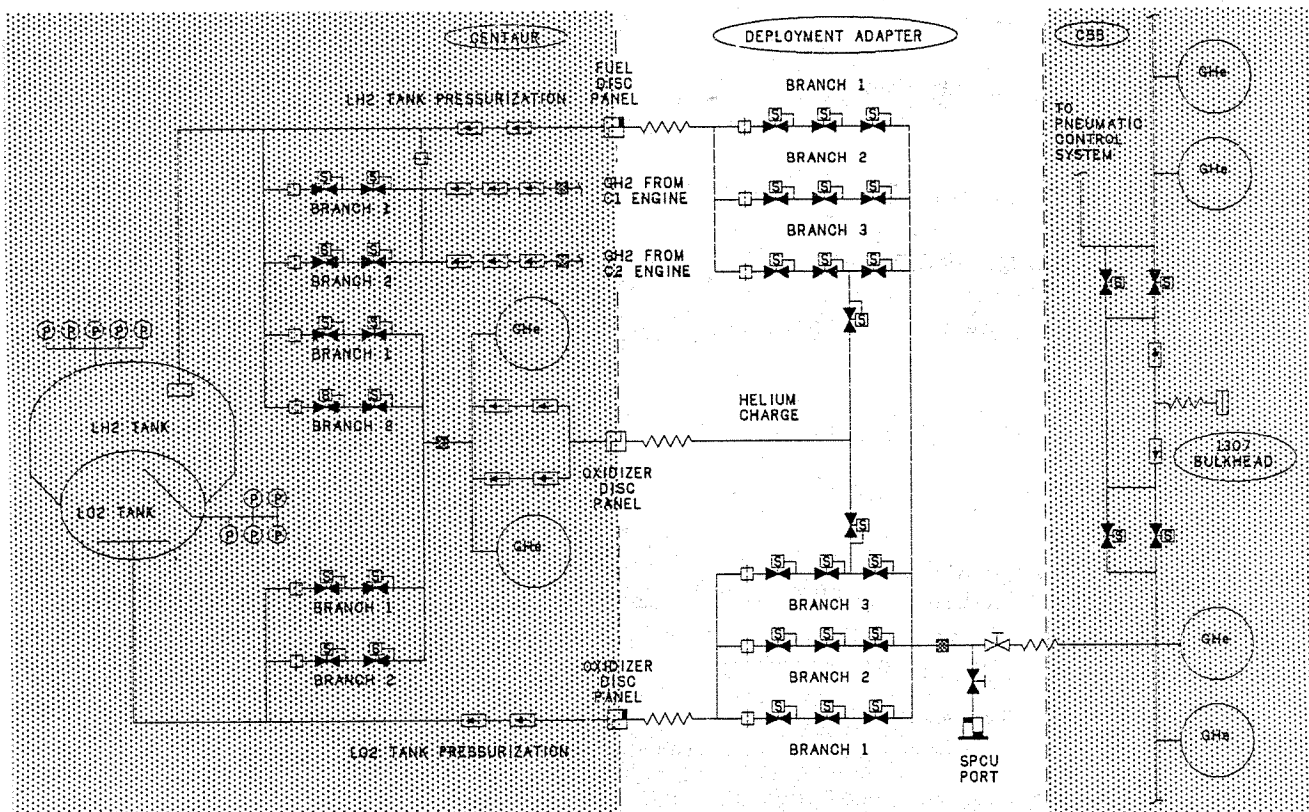 CENTAUR
DEPLOYMENT ADAPTER
CSS
FUEL
DISC
PANEL
LH2 TANK PRESSURIZATION
BRANCH 1
BRANCH 2
BRANCH 3
TO
PNEUMATIC
CONTROL
SYSTEM
GHe
GHe
S S S
S S S
S S S
S S
BRANCH 1
GH2 FROM
C1 ENGINE
S S
BRANCH 2
GH2 FROM
C2 ENGINE
S S
BRANCH 1
S S
BRANCH 2
GHe
S
S S
P P P P P
LH2 TANK
LO2 TANK
P P
P P P
HELIUM
CHARGE
OXIDIZER
DISC
PANEL
GHe
1307
BULKHEAD
S
S S
S S
BRANCH 1
S S
BRANCH 2
S S S
BRANCH 3
S S S
BRANCH 2
S S S
BRANCH 1
OXIDIZER
DISC
PANEL
LO2 TANK PRESSURIZATION
SPCU
PORT
GHe
GHe